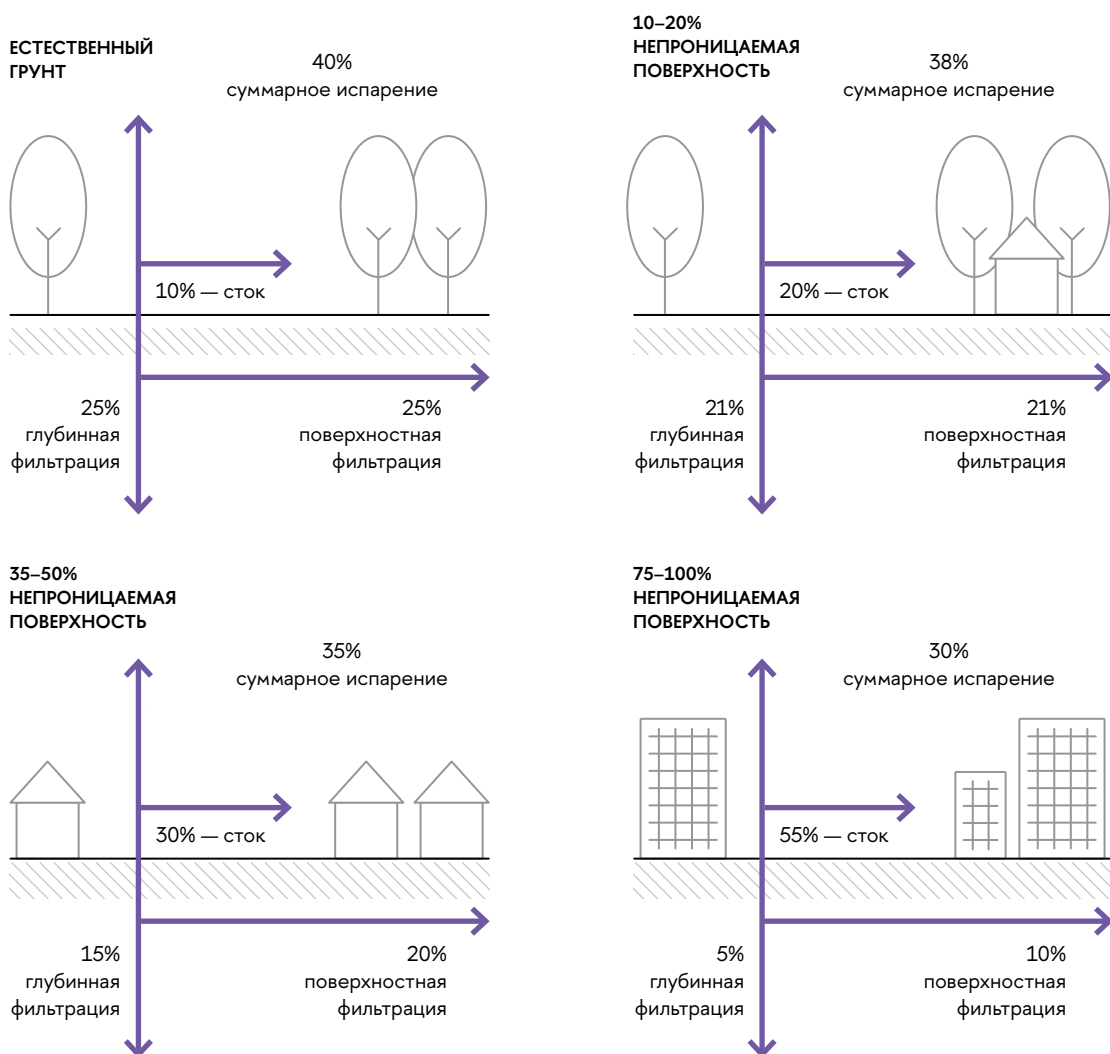 ЕСТЕСТВЕННЫЙ
ГРУНТ
40%
суммарное испарение
10% — сток
25%
глубинная
фильтрация
25%
поверхностная
фильтрация
10–20%
НЕПРОНИЦАЕМАЯ
ПОВЕРХНОСТЬ
38%
суммарное испарение
20% — сток
21%
глубинная
фильтрация
21%
поверхностная
фильтрация
35–50%
НЕПРОНИЦАЕМАЯ
ПОВЕРХНОСТЬ
35%
суммарное испарение
30% — сток
15%
глубинная
фильтрация
20%
поверхностная
фильтрация
75–100%
НЕПРОНИЦАЕМАЯ
ПОВЕРХНОСТЬ
30%
суммарное испарение
55% — сток
5%
глубинная
фильтрация
10%
поверхностная
фильтрация